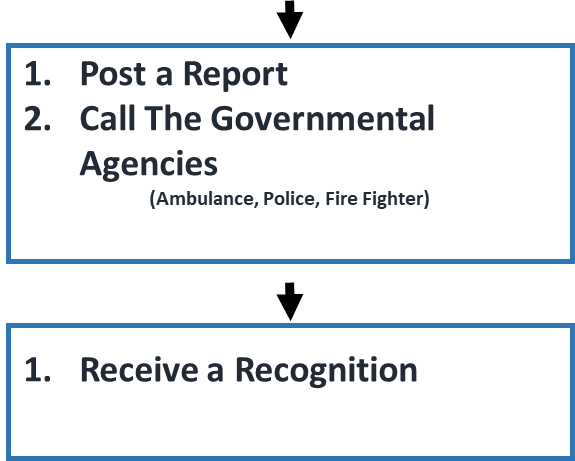 1. Post a Report
2. Call The Governmental
Agencies
(Ambulance, Police, Fire Fighter)
1. Receive a Recognition